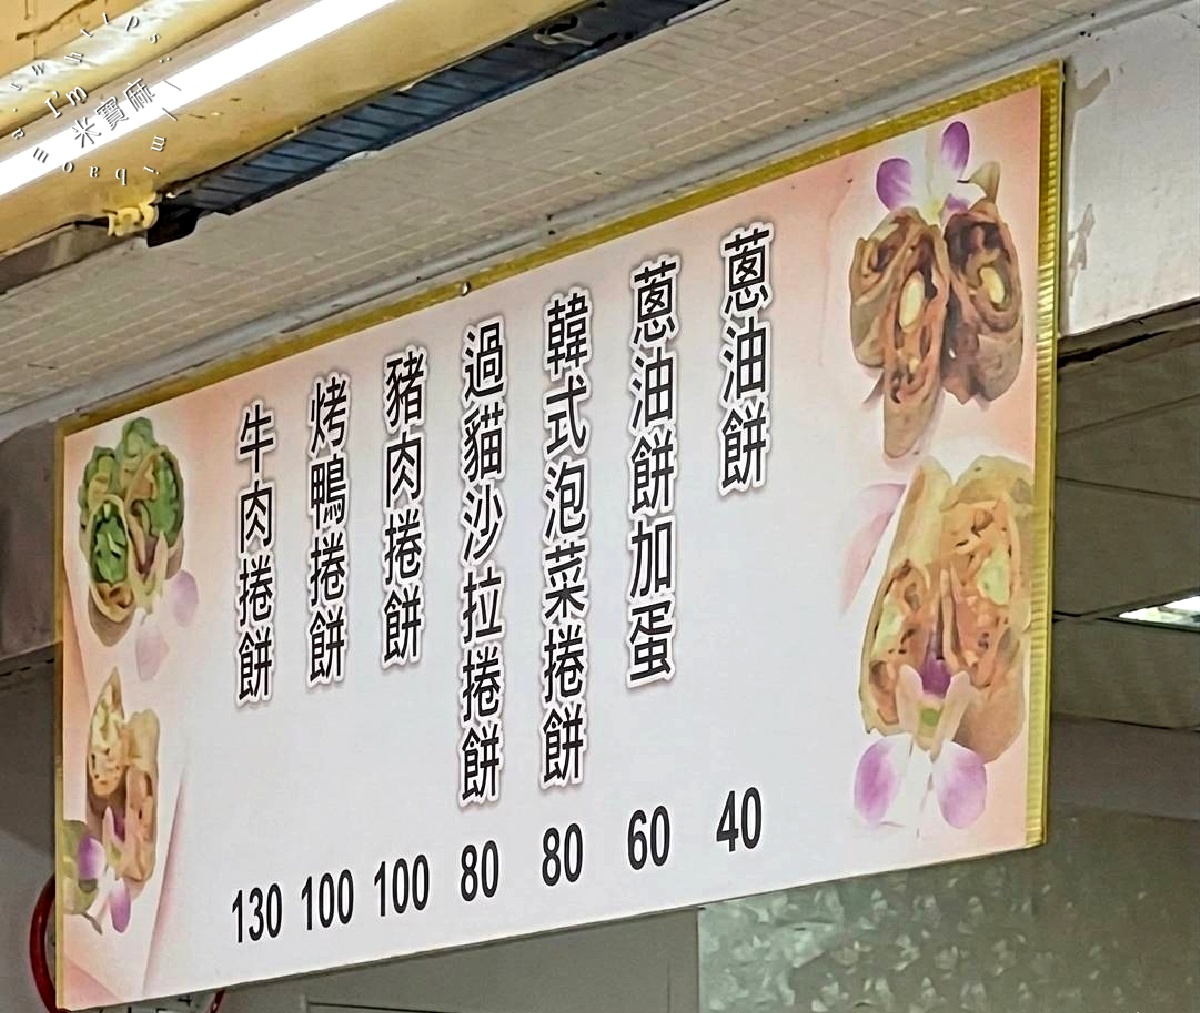 蔥油餅 40
蔥油餅加蛋 60
韓式泡菜捲餅 80
過貓沙拉捲餅 80
豬肉捲餅 100
烤鴨捲餅 100
牛肉捲餅 130
I'm
米寶麻